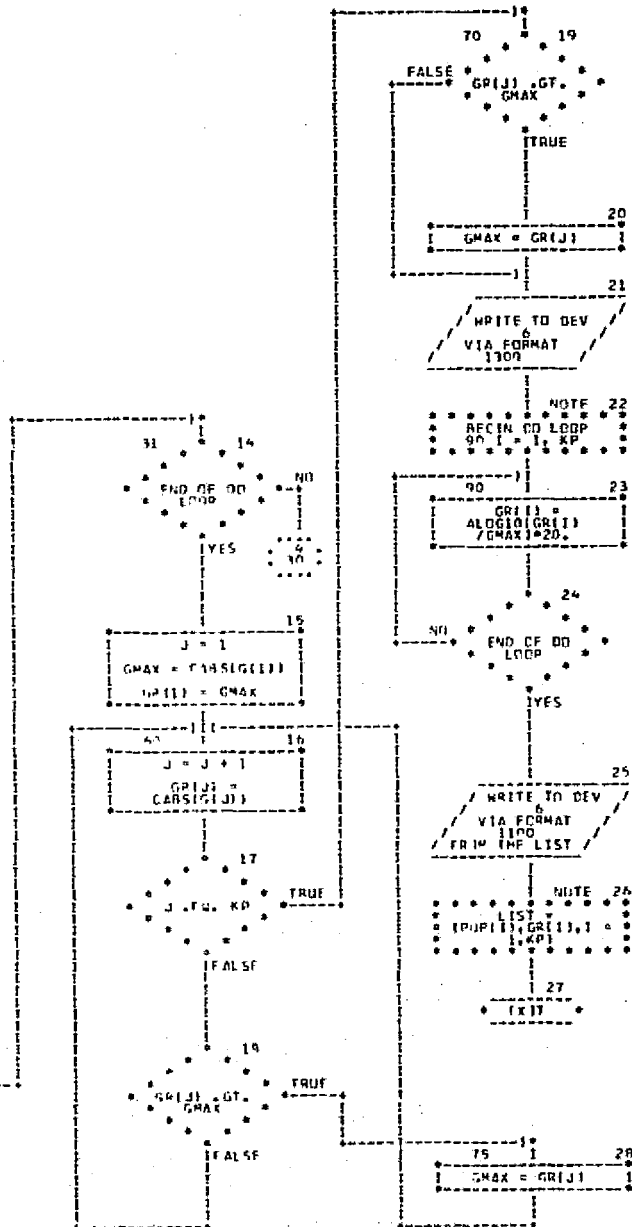 31 14
END OF DO
LOOP
NO
4
30
YES
15
J = 1
GMAX = CABS(G(1))
GR(1) = GMAX
16
J = J + 1
GR(J) =
CABS(G(J))
17
J .EQ. KP
TRUE
FALSE
GR(J) .GT.
GMAX
TRUE
FALSE
70 19
GR(J) .GT.
GMAX
FALSE
TRUE
20
GMAX = GR(J)
21
WRITE TO DEV
6
VIA FORMAT
1300
NOTE 22
BEGIN DO LOOP
90 I = 1, KP
90 23
GR(I) =
ALOG10(GR(I)
/GMAX)*20.
24
END OF DO
LOOP
NO
YES
25
WRITE TO DEV
6
VIA FORMAT
1100
FROM THE LIST
NOTE 26
LIST =
GR(I),I =
1,KP)
27
EXIT
75 28
GMAX = GR(J)